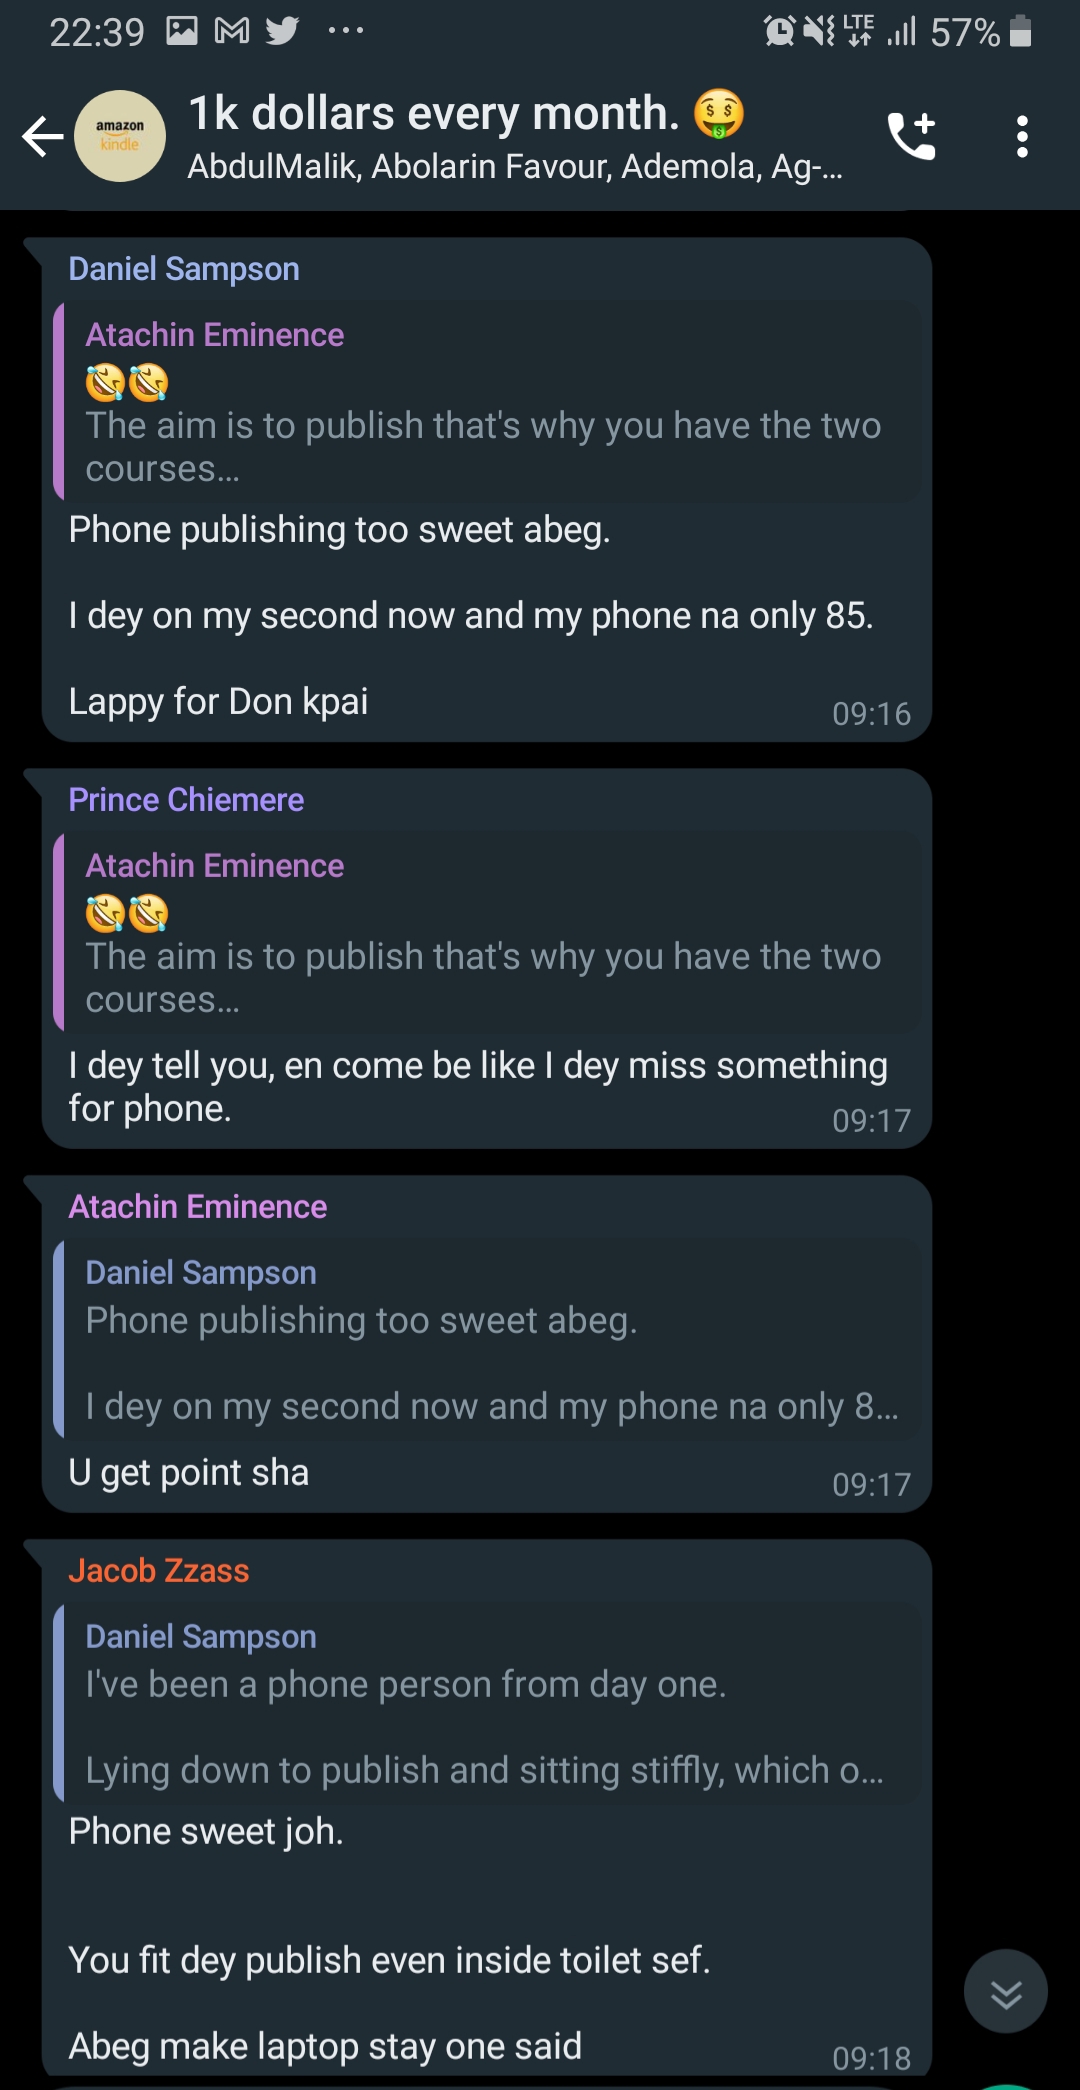 22:39 LTE 57%
amazon
kindle
1k dollars every month. 🤑
AbdulMalik, Abolarin Favour, Ademola, Ag-...
Daniel Sampson
Atachin Eminence
🤣🤣
The aim is to publish that's why you have the two
courses...
Phone publishing too sweet abeg.
I dey on my second now and my phone na only 85.
Lappy for Don kpai
09:16
Prince Chiemere
Atachin Eminence
🤣🤣
The aim is to publish that's why you have the two
courses...
I dey tell you, en come be like I dey miss something
for phone.
09:17
Atachin Eminence
Daniel Sampson
Phone publishing too sweet abeg.
I dey on my second now and my phone na only 8...
U get point sha
09:17
Jacob Zzass
Daniel Sampson
I've been a phone person from day one.
Lying down to publish and sitting stiffly, which o...
Phone sweet joh.
You fit dey publish even inside toilet sef.
Abeg make laptop stay one said
09:18